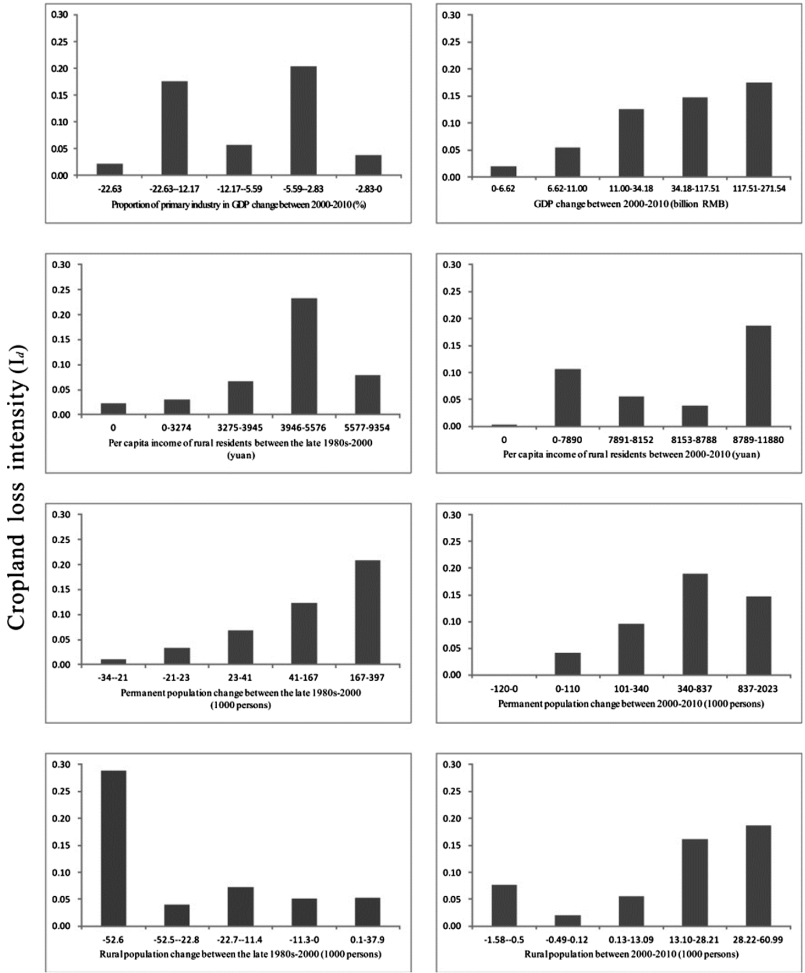 Cropland loss intensity (Id)
0.30
0.25
0.20
0.15
0.10
0.05
0.00
-22.63 -22.63--12.17 -12.17--5.59 -5.59--2.83 -2.83-0
Proportion of primary industry in GDP change between 2000-2010 (%)
0.30
0.25
0.20
0.15
0.10
0.05
0.00
0-6.62 6.62-11.00 11.00-34.18 34.18-117.51 117.51-271.54
GDP change between 2000-2010 (billion RMB)
0.30
0.25
0.20
0.15
0.10
0.05
0.00
0 0-3274 3275-3945 3946-5576 5577-9354
Per capita income of rural residents between the late 1980s-2000
(yuan)
0.30
0.25
0.20
0.15
0.10
0.05
0.00
0 0-7890 7891-8152 8153-8788 8789-11880
Per capita income of rural residents between 2000-2010 (yuan)
0.30
0.25
0.20
0.15
0.10
0.05
0.00
-34--21 -21-23 23-41 41-167 167-397
Permanent population change between the late 1980s-2000
(1000 persons)
0.30
0.25
0.20
0.15
0.10
0.05
0.00
-120-0 0-110 101-340 340-837 837-2023
Permanent population change between 2000-2010 (1000 persons)
0.30
0.25
0.20
0.15
0.10
0.05
0.00
-52.6 -52.5--22.8 -22.7--11.4 -11.3-0 0.1-37.9
Rural population change between the late 1980s-2000 (1000 persons)
0.30
0.25
0.20
0.15
0.10
0.05
0.00
-1.58--0.5 -0.49-0.12 0.13-13.09 13.10-28.21 28.22-60.99
Rural population between 2000-2010 (1000 persons)